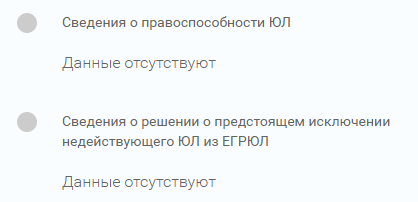 Сведения о правоспособности ЮЛ
Данные отсутствуют
Сведения о решении о предстоящем исключении
недействующего ЮЛ из ЕГРЮЛ
Данные отсутствуют